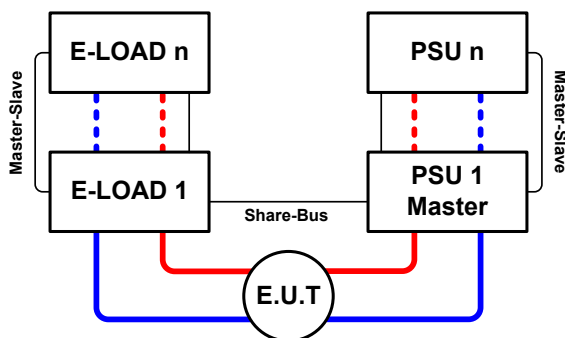 E-LOAD n
PSU n
Master-Slave
Master-Slave
E-LOAD 1
PSU 1
Master
Share-Bus
E.U.T